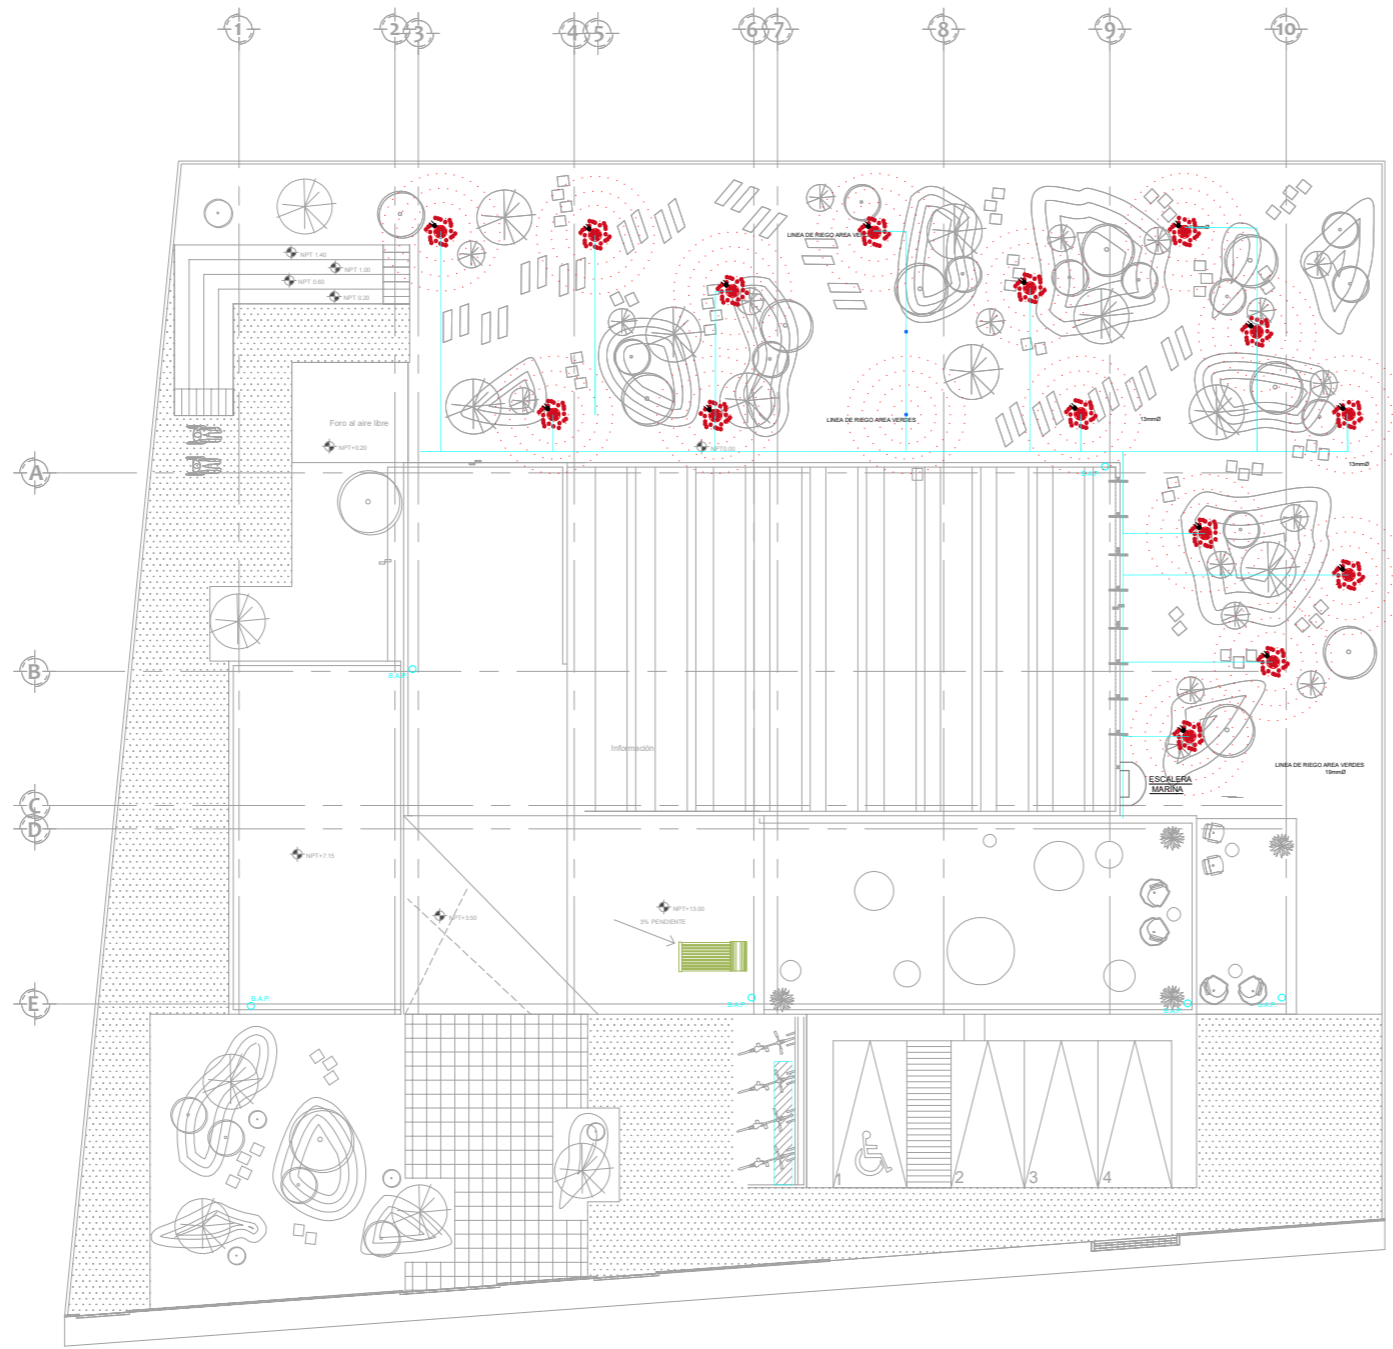 1 2 3 4 5 6 7 8 9 10
NPT 1.40
NPT 1.00
NPT 0.60
NPT 0.20
LINEA DE RIEGO AREA VERDES
LINEA DE RIEGO AREA VERDES
13mmØ
Foro al aire libre
NPT+0.20
NPT0.00
13mmØ
A
B
B.A.P.
Información
LINEA DE RIEGO AREA VERDES
19mmØ
ESCALERA
MARINA
C
D
NPT+7.15
NPT+3.50
NPT+13.00
3% PENDIENTE
E
B.A.P.
B.A.P.
B.A.P.
B.A.P.
1 2 3 4